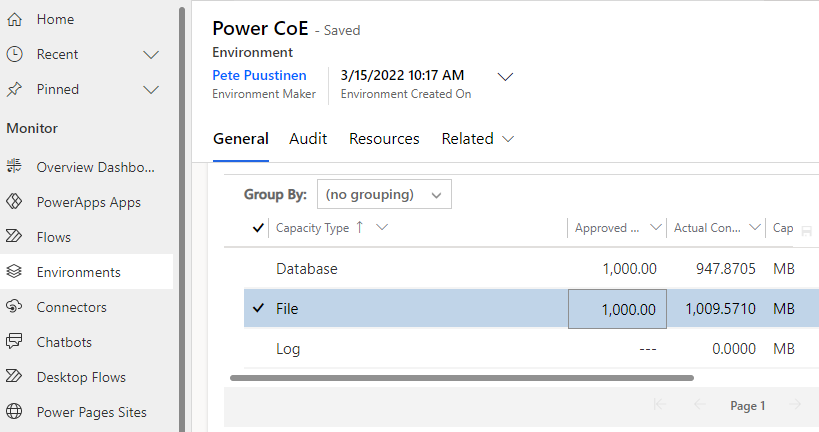 Home
Recent
Pinned
Monitor
Overview Dashbo...
PowerApps Apps
Flows
Environments
Connectors
Chatbots
Desktop Flows
Power Pages Sites
Power CoE - Saved
Environment
Pete Puustinen 3/15/2022 10:17 AM
Environment Maker Environment Created On
General Audit Resources Related
Group By: (no grouping)
Capacity Type ↑ Approved ... Actual Con... Cap
Database 1,000.00 947.8705 MB
File 1,000.00 1,009.5710 MB
Log --- 0.0000 MB
Page 1